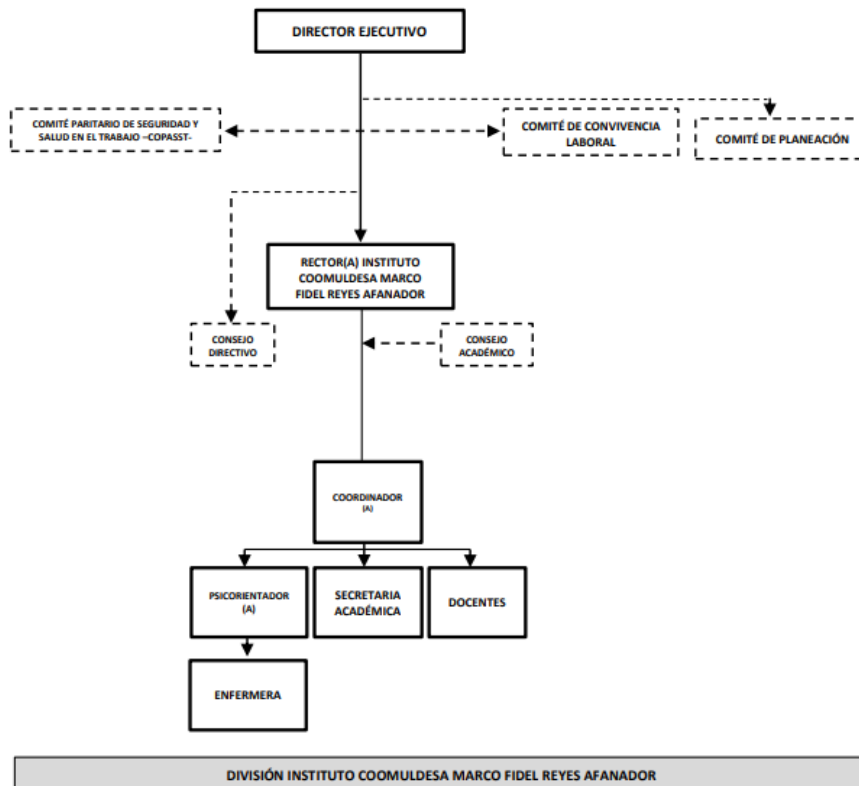 DIRECTOR EJECUTIVO
COMITÉ PARITARIO DE SEGURIDAD Y
SALUD EN EL TRABAJO –COPASST-
COMITÉ DE CONVIVENCIA
LABORAL
COMITÉ DE PLANEACIÓN
RECTOR(A) INSTITUTO
COOMULDESA MARCO
FIDEL REYES AFANADOR
CONSEJO
DIRECTIVO
CONSEJO
ACADÉMICO
COORDINADOR
(A)
PSICORIENTADOR
(A)
SECRETARIA
ACADÉMICA
DOCENTES
ENFERMERA
DIVISIÓN INSTITUTO COOMULDESA MARCO FIDEL REYES AFANADOR